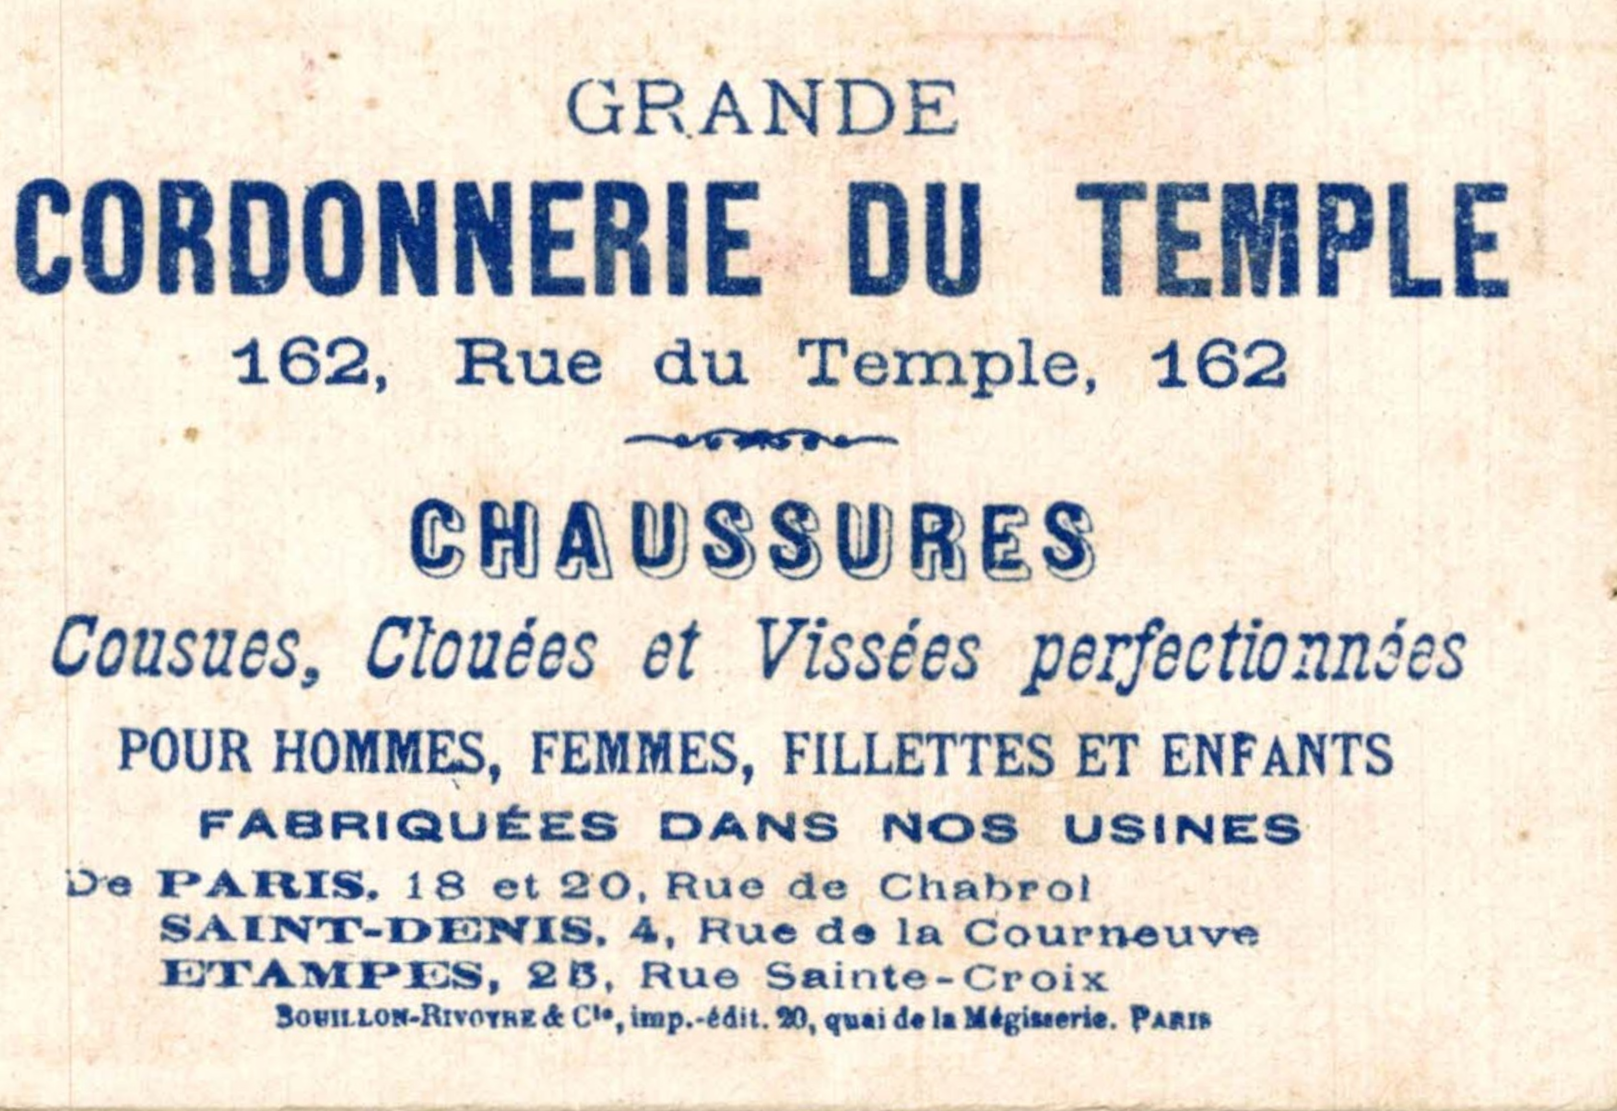 GRANDE
CORDONNERIE DU TEMPLE
162, Rue du Temple, 162
CHAUSSURES
Cousues, Clouées et Vissées perfectionnées
POUR HOMMES, FEMMES, FILLETTES ET ENFANTS
FABRIQUÉES DANS NOS USINES
De PARIS, 18 et 20, Rue de Chabrol
SAINT-DENIS, 4, Rue de la Courneuve
ETAMPES, 25, Rue Sainte-Croix
BOUILLON-RIVOYRE & Cie, imp.-édit. 20, quai de la Mégisserie. PARIS